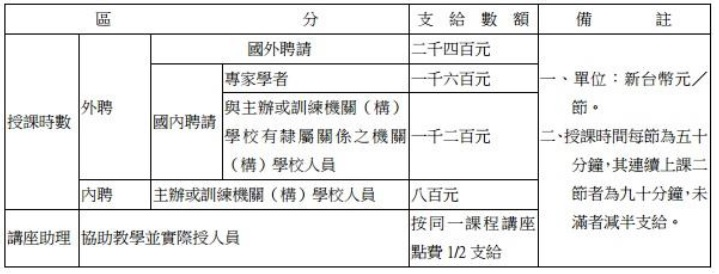 區 分
支給數額
備 註
授課時數
外聘
國外聘請
二千四百元
國內聘請
專家學者
一千六百元
與主辦或訓練機關（構）
學校有隸屬關係之機關
（構）學校人員
一千二百元
內聘
主辦或訓練機關（構）學校人員
八百元
講座助理
協助教學並實際授人員
按同一課程講座
點費 1/2 支給
一、單位：新台幣元／
節。
二、授課時間每節為五十
分鐘，其連續上課二
節者為九十分鐘，未
滿者減半支給。